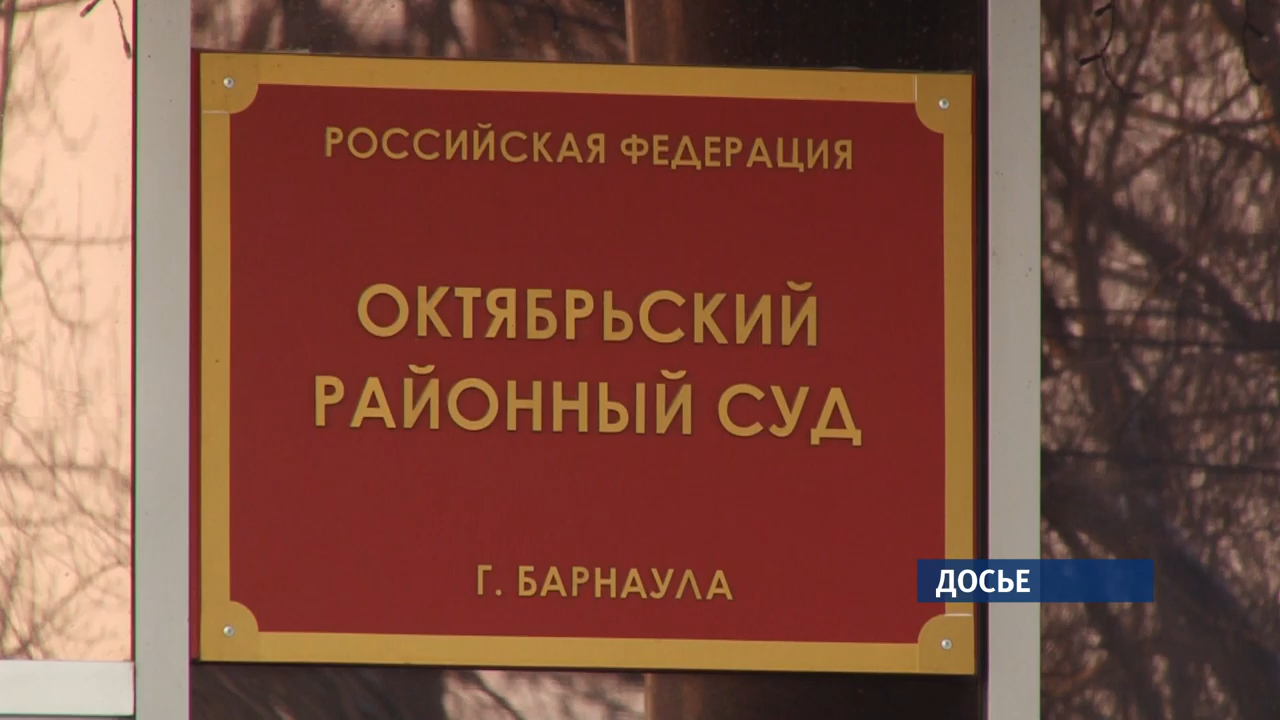 РОССИЙСКАЯ ФЕДЕРАЦИЯ
ОКТЯБРЬСКИЙ
РАЙОННЫЙ СУД
Г. БАРНАУЛА
ДОСЬЕ